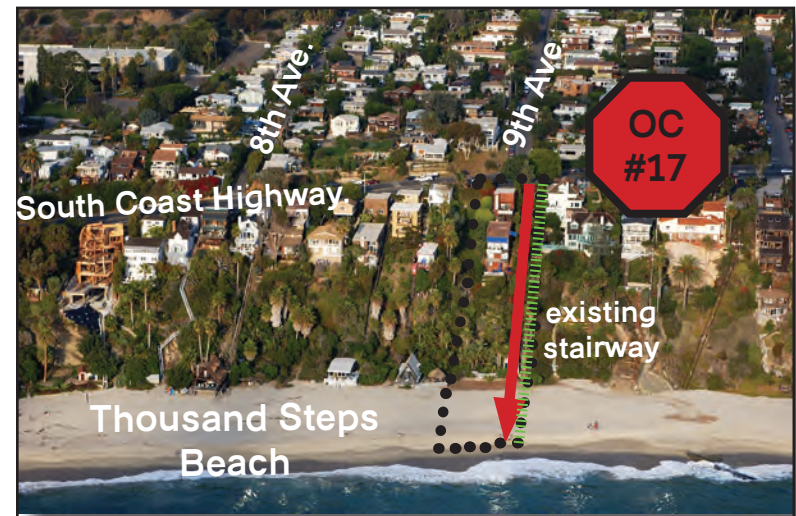 8th Ave.
9th Ave.
OC
#17
South Coast Highway.
existing
stairway
Thousand Steps
Beach